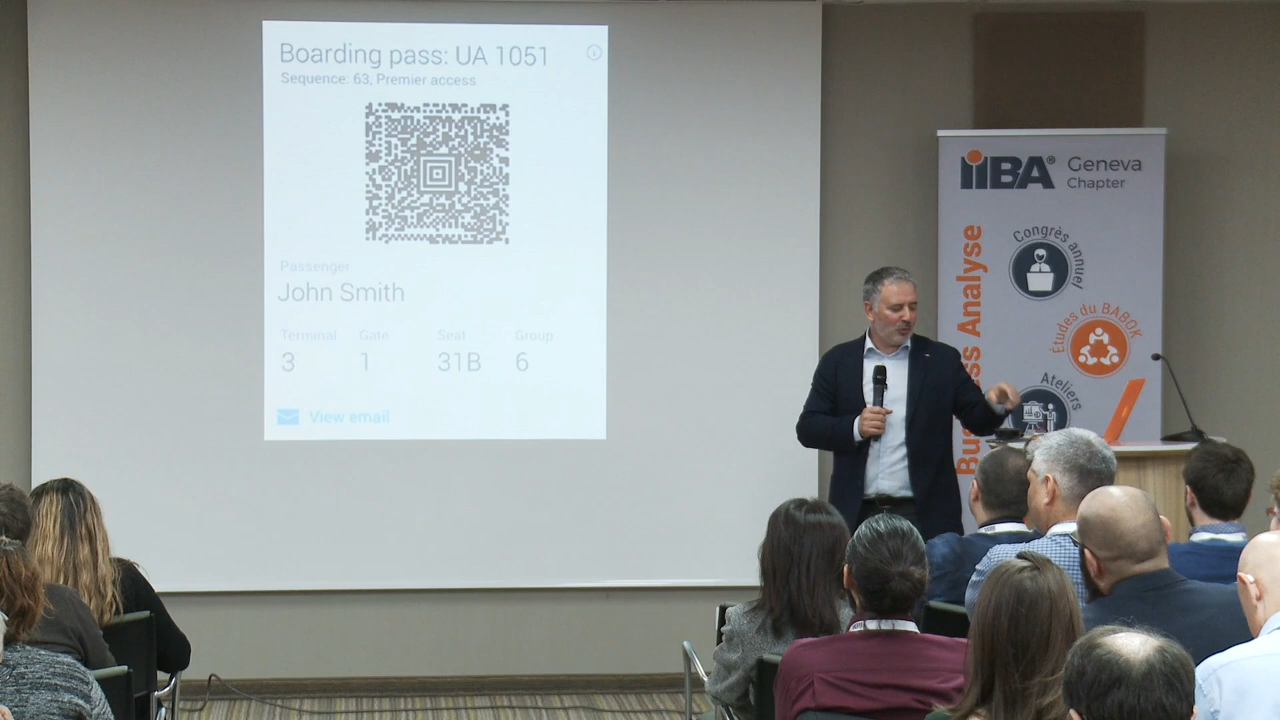 Boarding pass: UA 1051
Sequence: 63, Premier access
Passenger
John Smith
Terminal Gate Seat Group
3 1 31B 6
View email
iiBA® Geneva
Chapter
Congrès annuel
Études du BABOK
Ateliers
Analyse